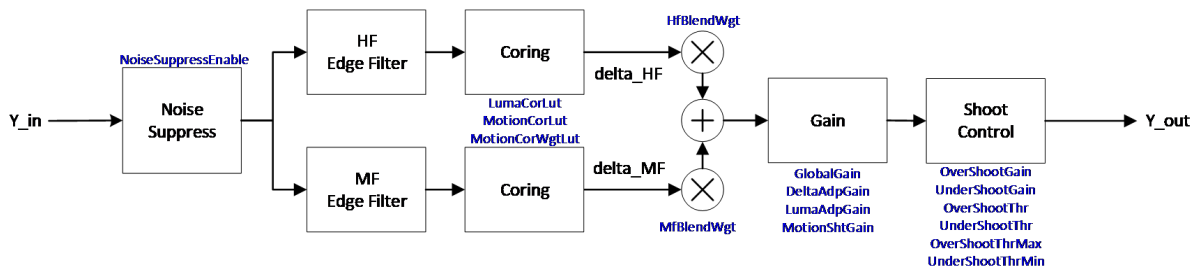 NoiseSuppressEnable
Y_in
Noise
Suppress
HF
Edge Filter
Coring
delta_HF
HfBlendWgt
LumaCorLut
MotionCorLut
MotionCorWgtLut
MF
Edge Filter
Coring
delta_MF
MfBlendWgt
Gain
GlobalGain
DeltaAdpGain
LumaAdpGain
MotionShtGain
Shoot
Control
OverShootGain
UnderShootGain
OverShootThr
UnderShootThr
OverShootThrMax
UnderShootThrMin
Y_out